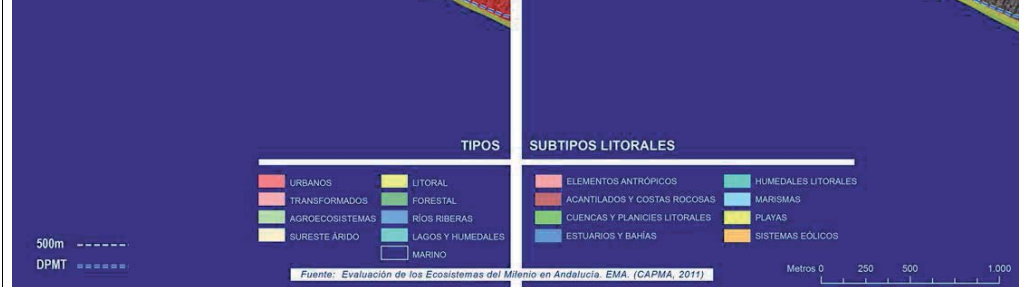 TIPOS
URBANOS
TRANSFORMADOS
AGROECOSISTEMAS
SURESTE ÁRIDO
LITORAL
FORESTAL
RÍOS RIBERAS
LAGOS Y HUMEDALES
MARINO
SUBTIPOS LITORALES
ELEMENTOS ANTRÓPICOS
ACANTILADOS Y COSTAS ROCOSAS
CUENCAS Y PLANICIES LITORALES
ESTUARIOS Y BAHÍAS
HUMEDALES LITORALES
MARISMAS
PLAYAS
SISTEMAS EÓLICOS
500m
DPMT
Fuente: Evaluación de los Ecosistemas del Milenio en Andalucía. EMA. (CAPMA, 2011)
Metros 0 250 500 1.000